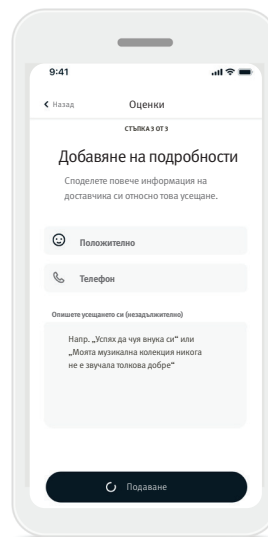 9:41
Назад
Оценки
СТЪПКА 3 ОТ 3
Добавяне на подробности
Споделете повече информация на
доставчика си относно това усещане.
Положително
Телефон
Опишете усещането си (незадължително)
Напр. „Успях да чуя внука си“ или
„Моята музикална колекция никога
не е звучала толкова добре“
Подаване